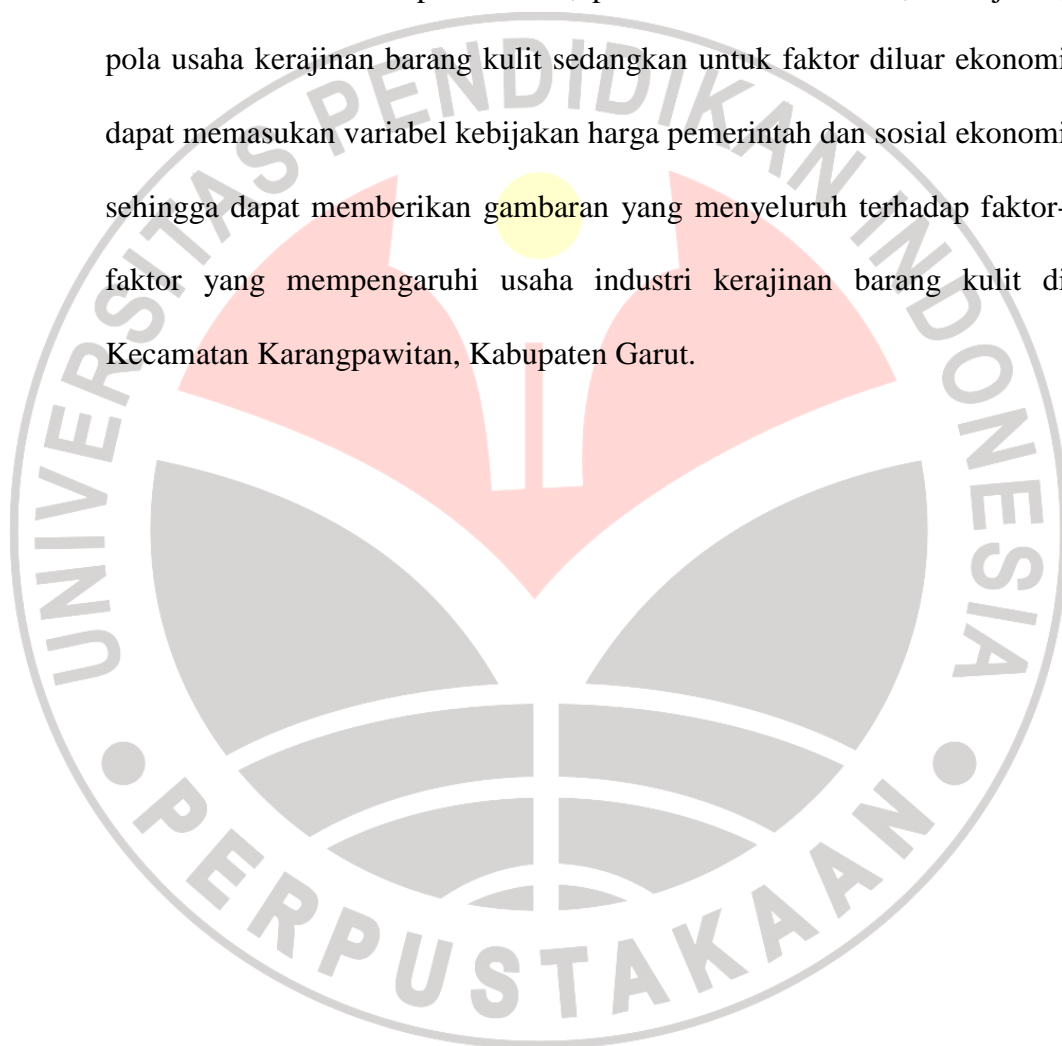 pola usaha kerajinan barang kulit sedangkan untuk faktor diluar ekonomi
dapat memasukan variabel kebijakan harga pemerintah dan sosial ekonomi
sehingga dapat memberikan gambaran yang menyeluruh terhadap faktor-
faktor yang mempengaruhi usaha industri kerajinan barang kulit di
Kecamatan Karangpawitan, Kabupaten Garut.
UNIVERSITAS PENDIDIKAN INDONESIA
PERPUSTAKAAN